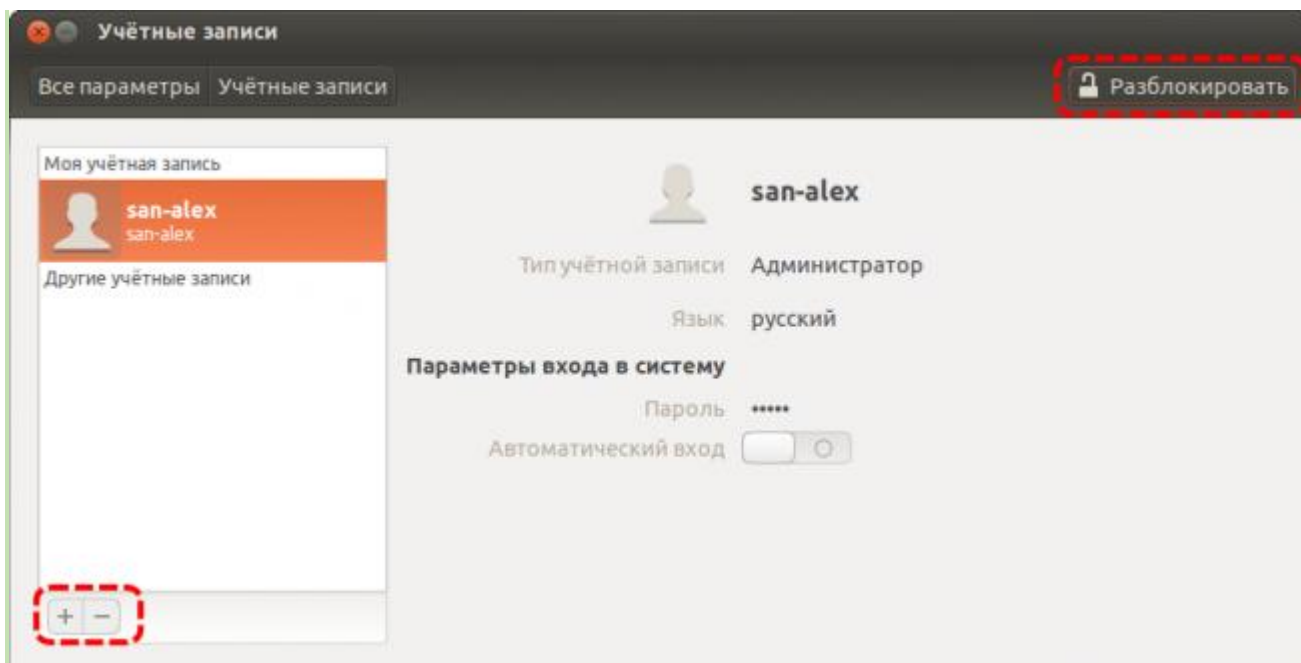 Учётные записи
Все параметры Учётные записи
Разблокировать
Моя учётная запись
san-alex
san-alex
Другие учётные записи
+ −
san-alex
Тип учётной записи Администратор
Язык русский
Параметры входа в систему
Пароль •••••
Автоматический вход